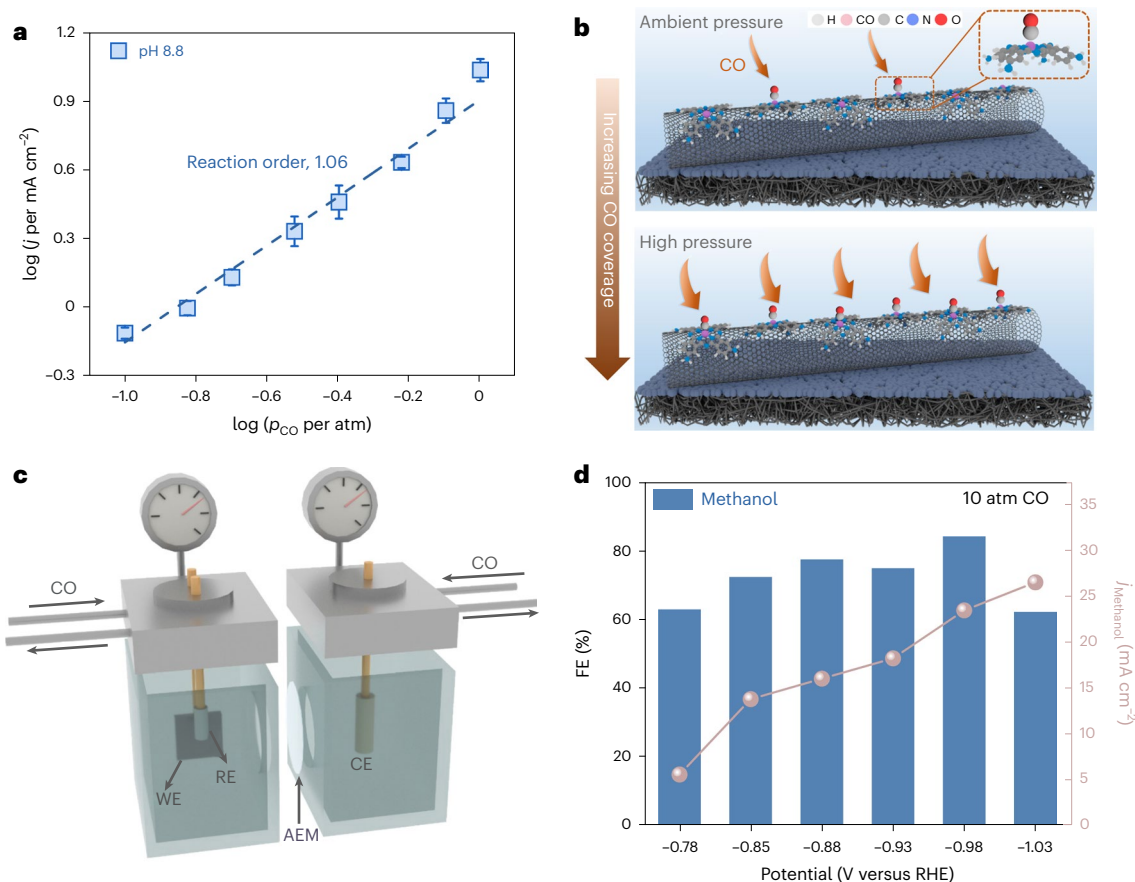 a
1.2
0.9
0.6
0.3
0
−0.3
log (j per mA cm⁻²)
pH 8.8
Reaction order, 1.06
−1.0 −0.8 −0.6 −0.4 −0.2 0
log (pCO per atm)
b
Ambient pressure
H CO C N O
CO
Increasing CO coverage
High pressure
c
CO
CO
WE
RE
CE
AEM
d
100
80
60
40
20
0
FE (%)
Methanol
10 atm CO
35
30
25
20
15
10
5
0
jMethanol (mA cm⁻²)
−0.78 −0.85 −0.88 −0.93 −0.98 −1.03
Potential (V versus RHE)